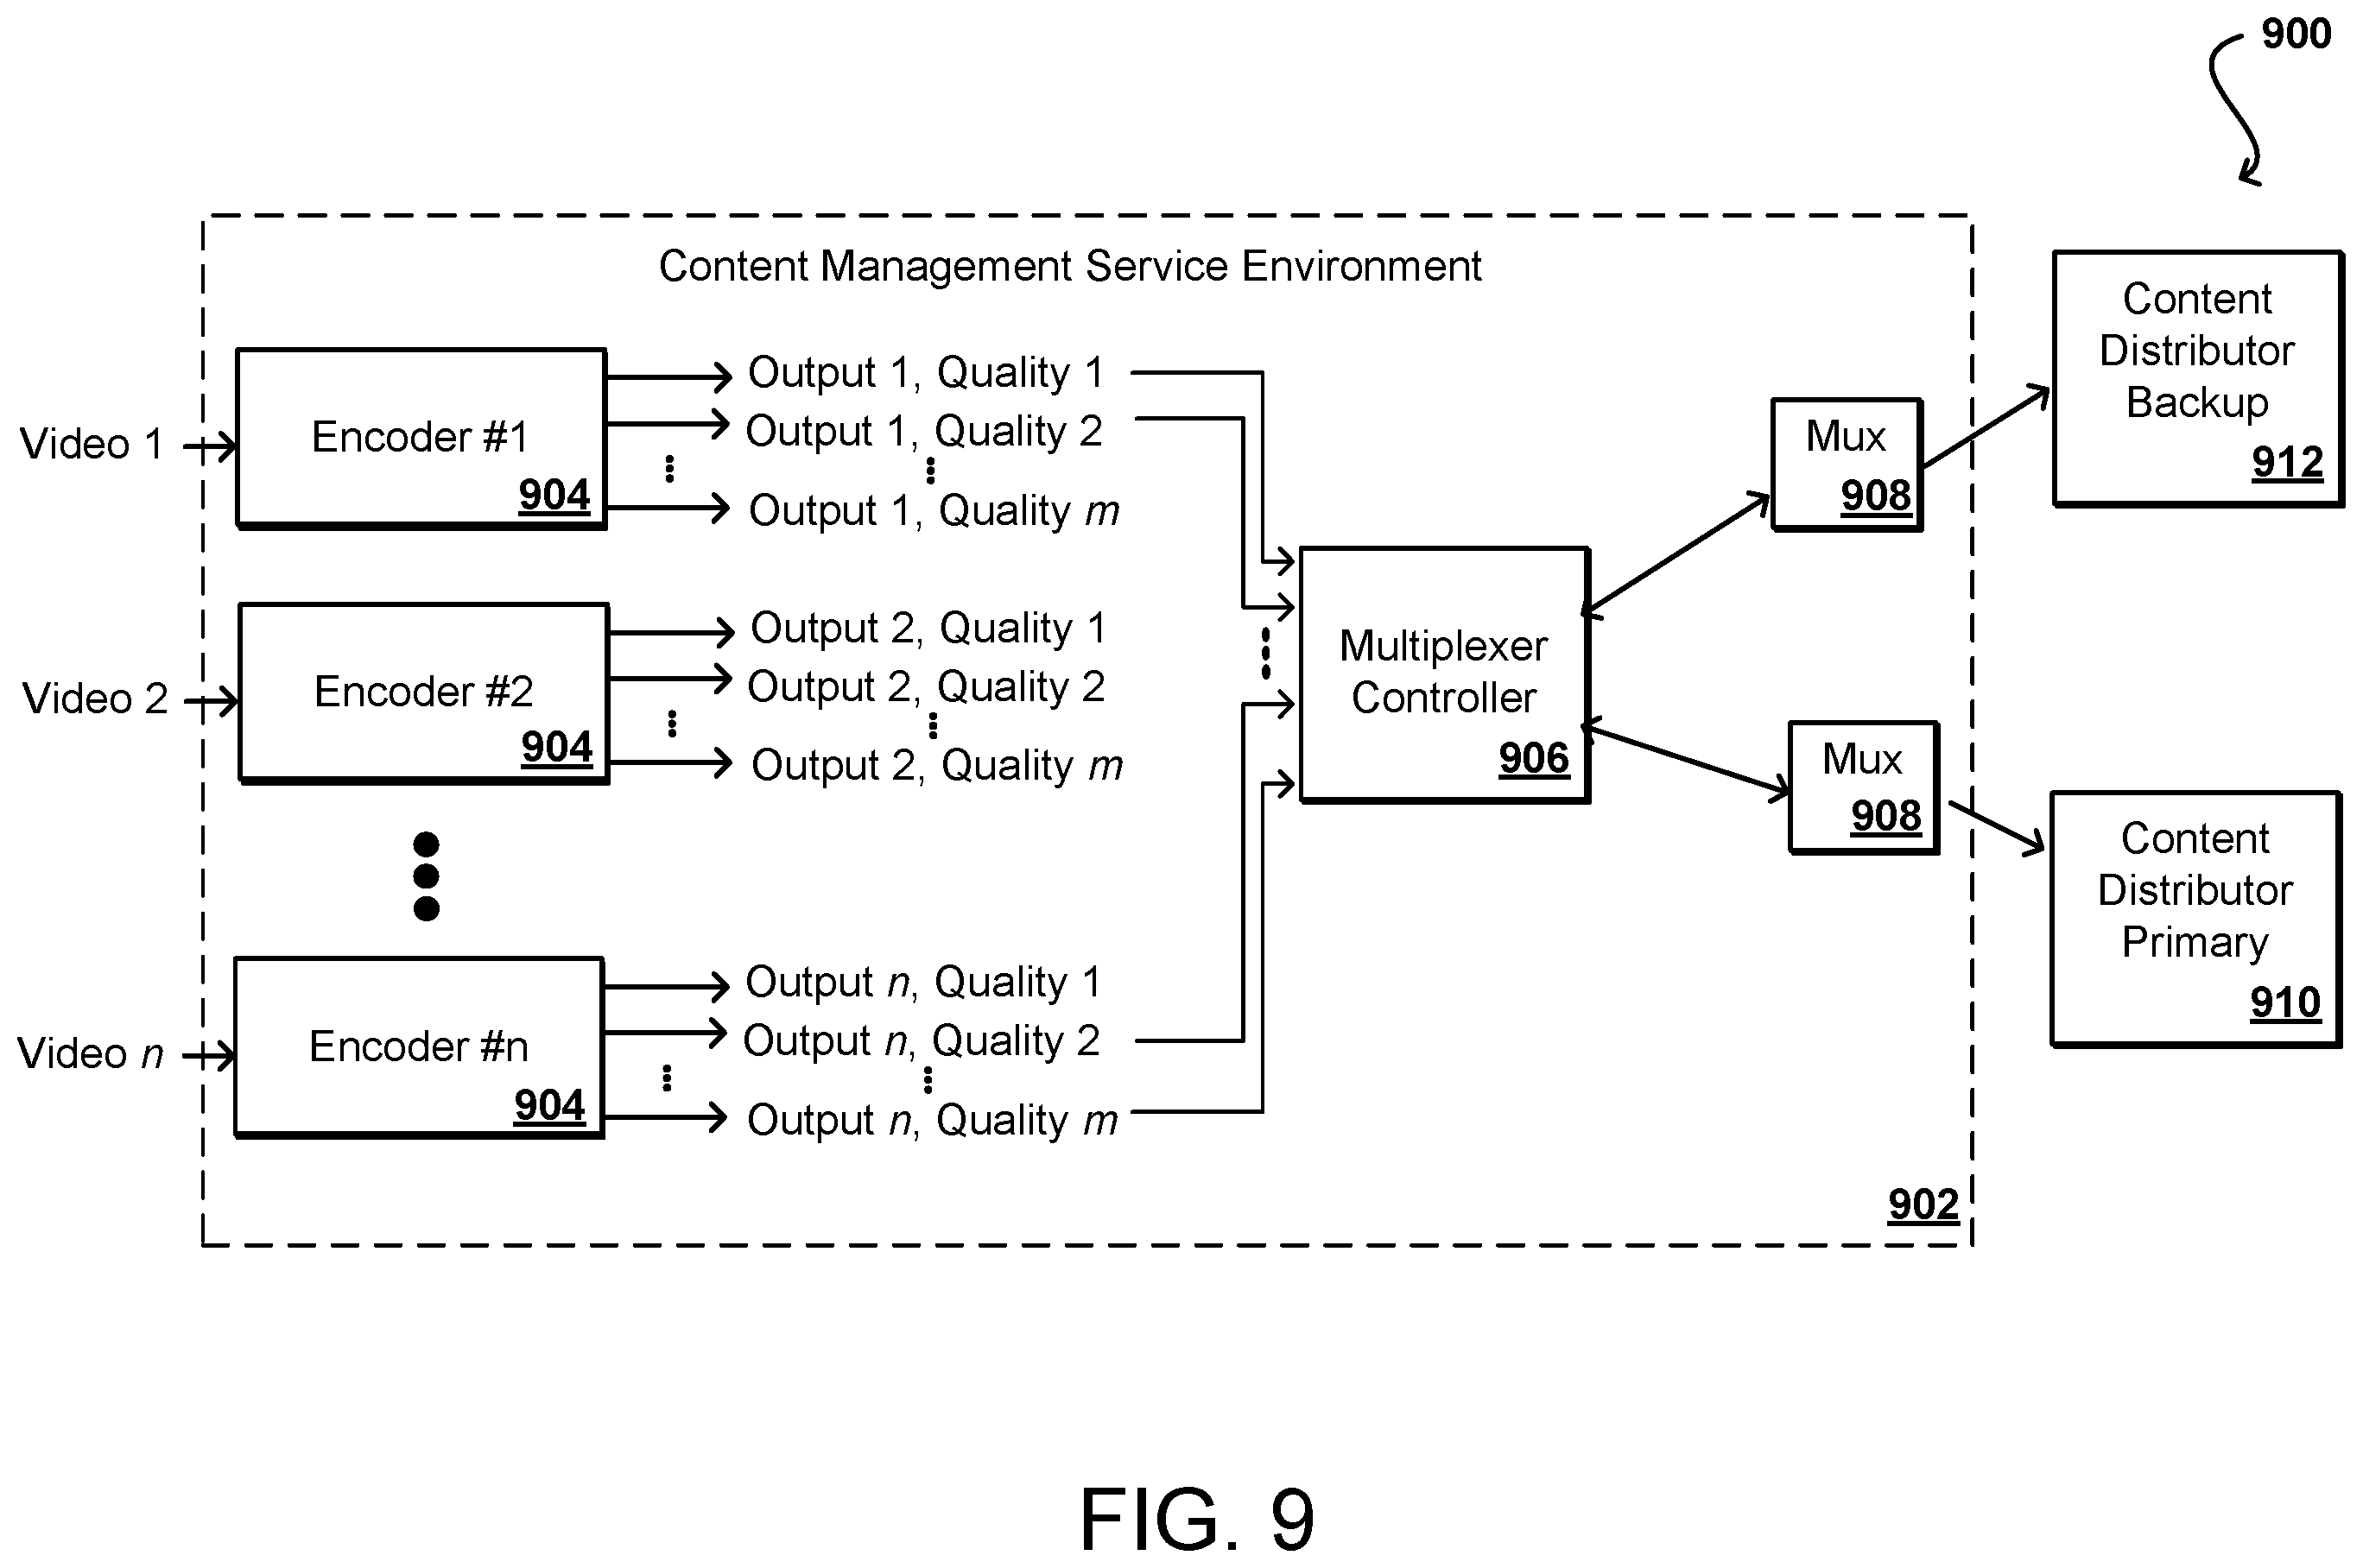 900
Content Management Service Environment
Video 1
Encoder #1
904
Output 1, Quality 1
Output 1, Quality 2
Output 1, Quality m
Video 2
Encoder #2
904
Output 2, Quality 1
Output 2, Quality 2
Output 2, Quality m
Video n
Encoder #n
904
Output n, Quality 1
Output n, Quality 2
Output n, Quality m
Multiplexer
Controller
906
Mux
908
Mux
908
Content
Distributor
Backup
912
Content
Distributor
Primary
910
902
FIG. 9